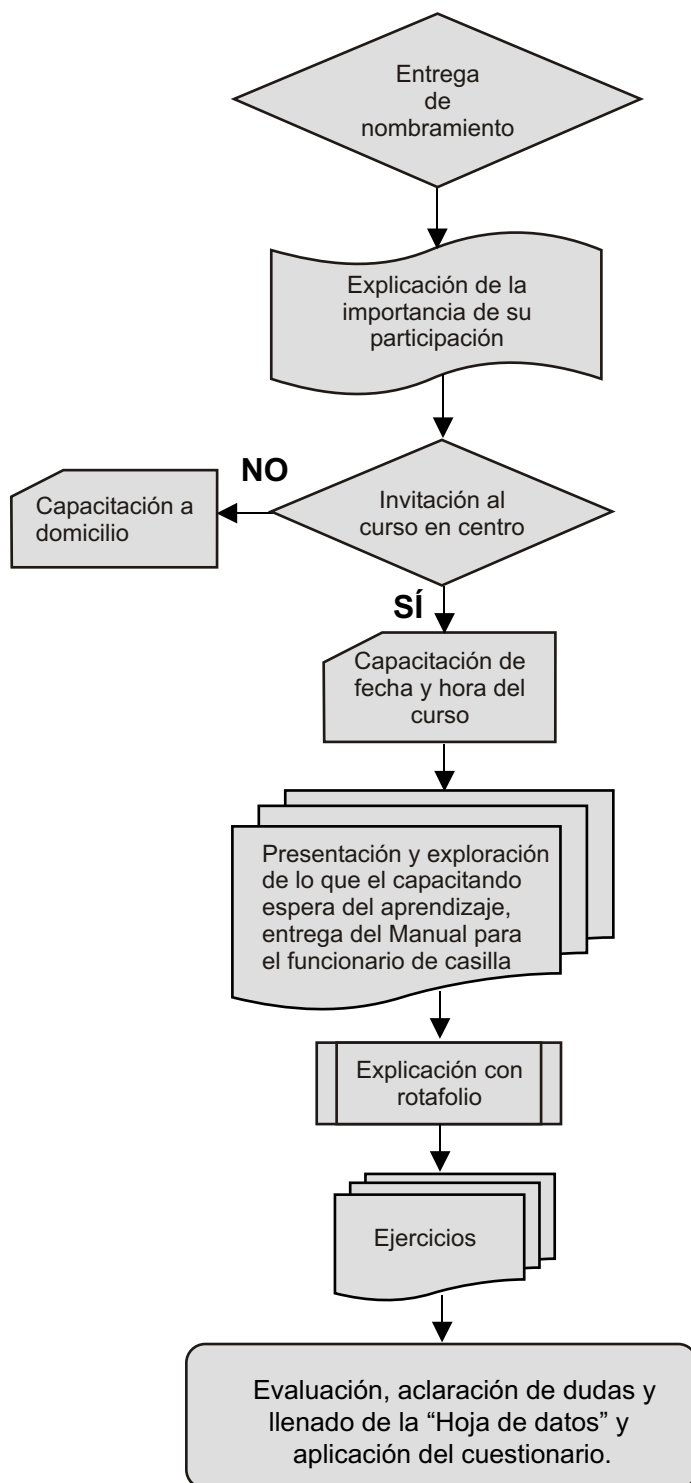 Entrega
de
nombramiento
Explicación de la
importancia de su
participación
NO
Capacitación a
domicilio
Invitación al
curso en centro
SÍ
Capacitación de
fecha y hora del
curso
Presentación y exploración
de lo que el capacitando
espera del aprendizaje,
entrega del Manual para
el funcionario de casilla
Explicación con
rotafolio
Ejercicios
Evaluación, aclaración de dudas y
llenado de la “Hoja de datos” y
aplicación del cuestionario.